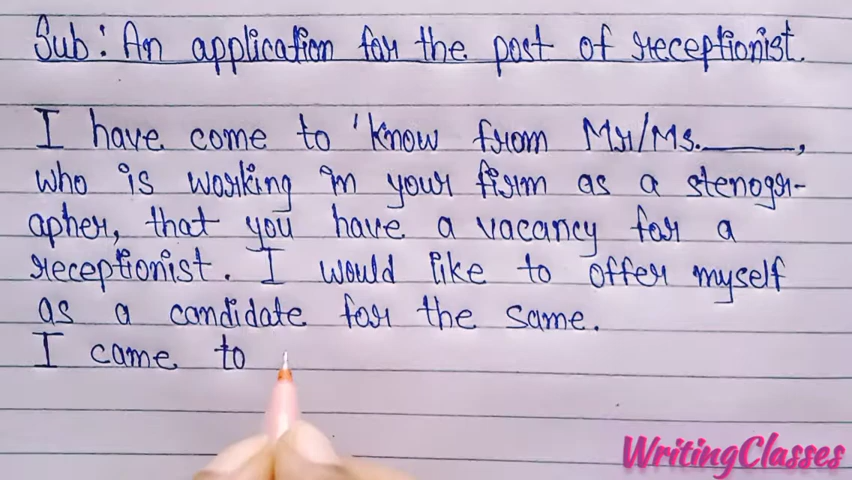 Sub: An application for the post of receptionist.
I have come to 'know from Mr/Ms.______,
who is working in your firm as a stenogr-
apher, that you have a vacancy for a
receptionist. I would like to offer myself
as a candidate for the same.
I came to
WritingClasses